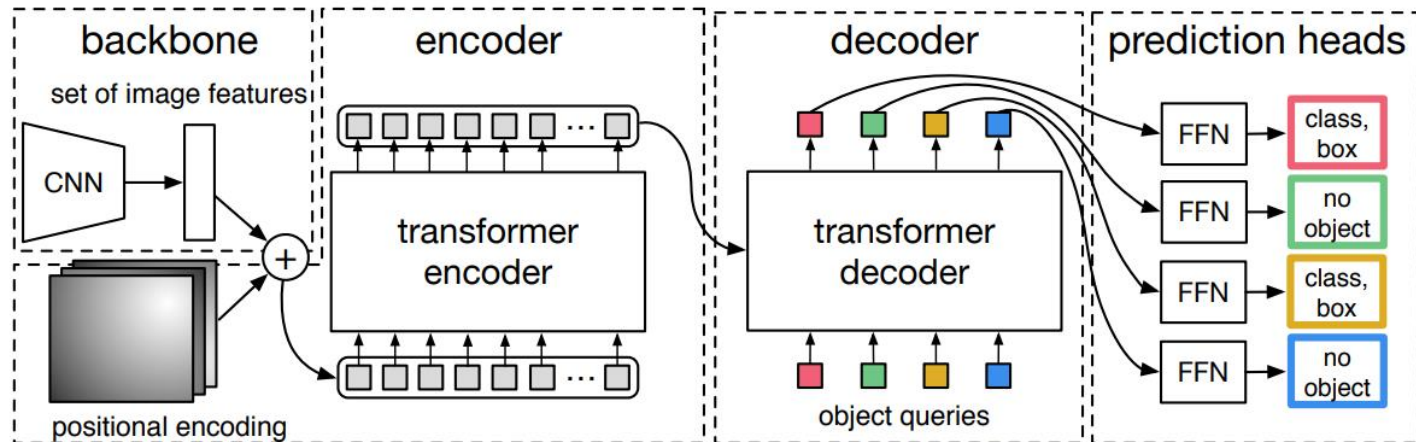 backbone
set of image features
CNN
+
positional encoding
encoder
...
transformer
encoder
...
decoder
transformer
decoder
object queries
prediction heads
FFN
class,
box
FFN
no
object
FFN
class,
box
FFN
no
object